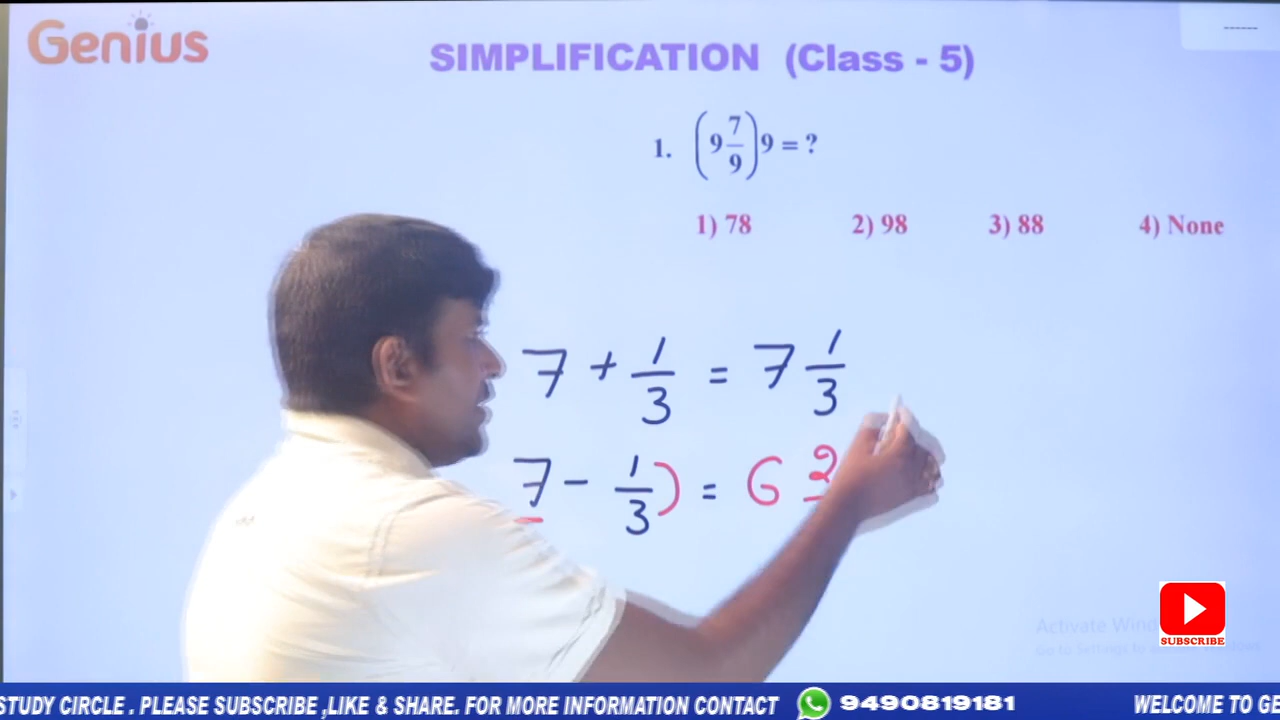 Genius
SIMPLIFICATION (Class - 5)
1. (9 7/9) 9 = ?
1) 78 2) 98 3) 88 4) None
7 + 1/3 = 7 1/3
7 - 1/3) = 6 2
SUBSCRIBE
STUDY CIRCLE . PLEASE SUBSCRIBE ,LIKE & SHARE. FOR MORE INFORMATION CONTACT 9490819181 WELCOME TO GE